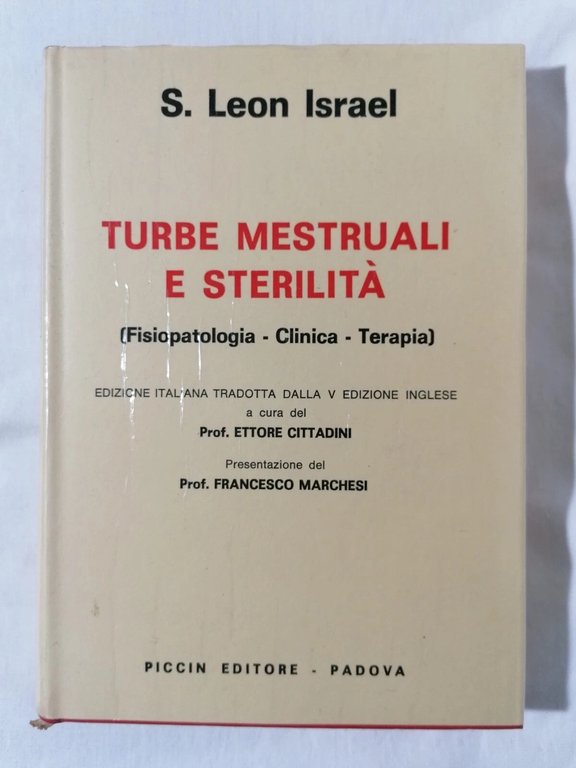 S. Leon Israel
TURBE MESTRUALI
E STERILITÀ
(Fisiopatologia - Clinica - Terapia)
EDIZIONE ITALIANA TRADOTTA DALLA V EDIZIONE INGLESE
a cura del
Prof. ETTORE CITTADINI
Presentazione del
Prof. FRANCESCO MARCHESI
PICCIN EDITORE - PADOVA